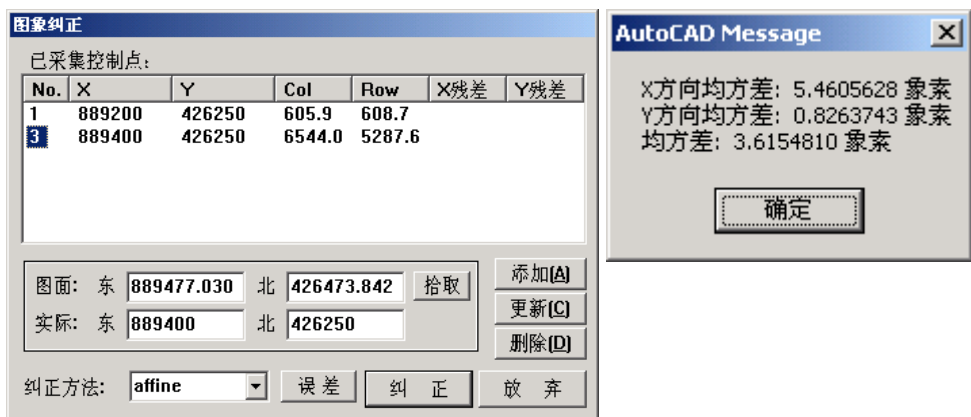 图象纠正
已采集控制点:
No. X Y Col Row X残差 Y残差
1 889200 426250 605.9 608.7
3 889400 426250 6544.0 5287.6
图面: 东 889477.030 北 426473.842 拾取
实际: 东 889400 北 426250
添加(A)
更新(C)
删除(D)
纠正方法: affine 误差 纠 正 放 弃
AutoCAD Message
X方向均方差: 5.4605628 象素
Y方向均方差: 0.8263743 象素
均方差: 3.6154810 象素
确定